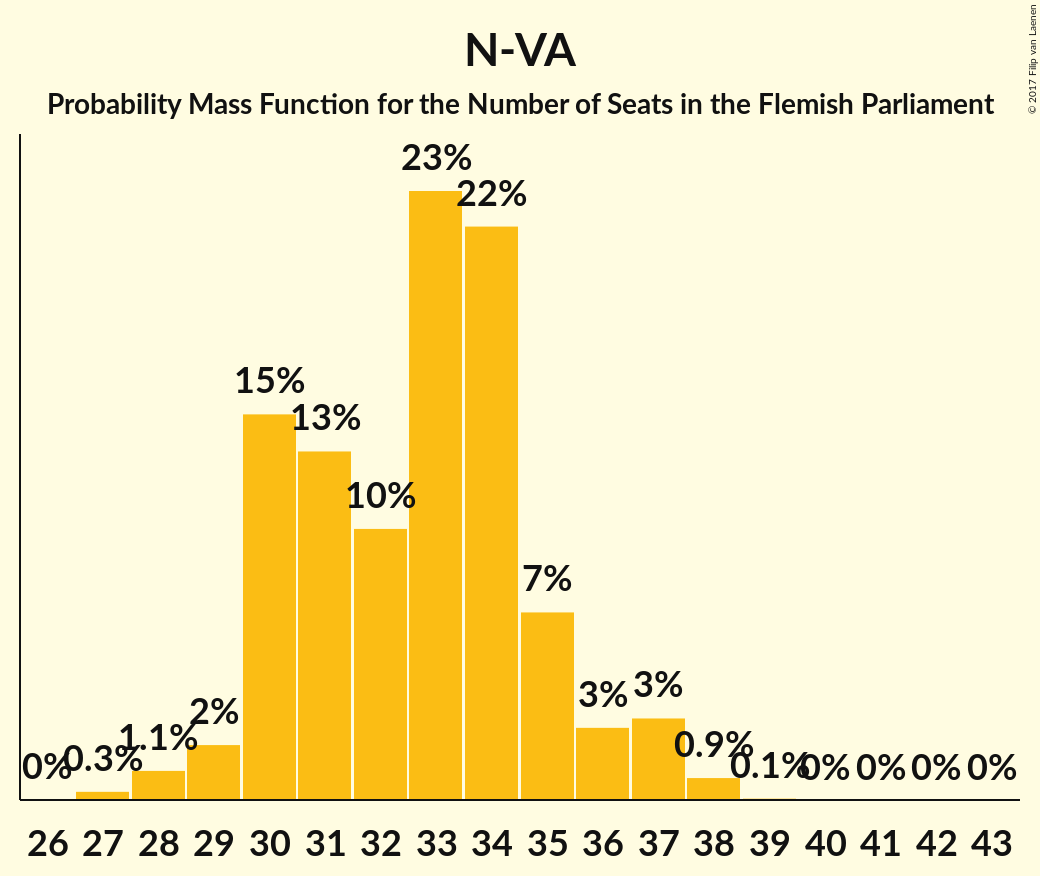 N-VA
Probability Mass Function for the Number of Seats in the Flemish Parliament
© 2017 Filip van Laenen
0% 0.3% 1.1% 2% 15% 13% 10% 23% 22% 7% 3% 3% 0.9% 0.1% 0% 0% 0% 0%
26 27 28 29 30 31 32 33 34 35 36 37 38 39 40 41 42 43